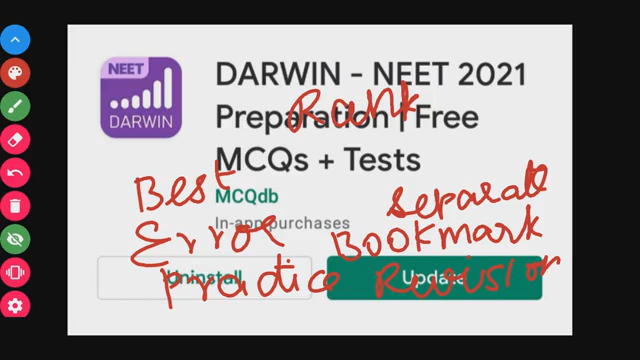 NEET
DARWIN
DARWIN - NEET 2021
Preparation | Free
MCQs + Tests
MCQdb
In-app purchases
Uninstall
Update
Rank
Best
Separate
Error
Bookmark
Practice
Revision